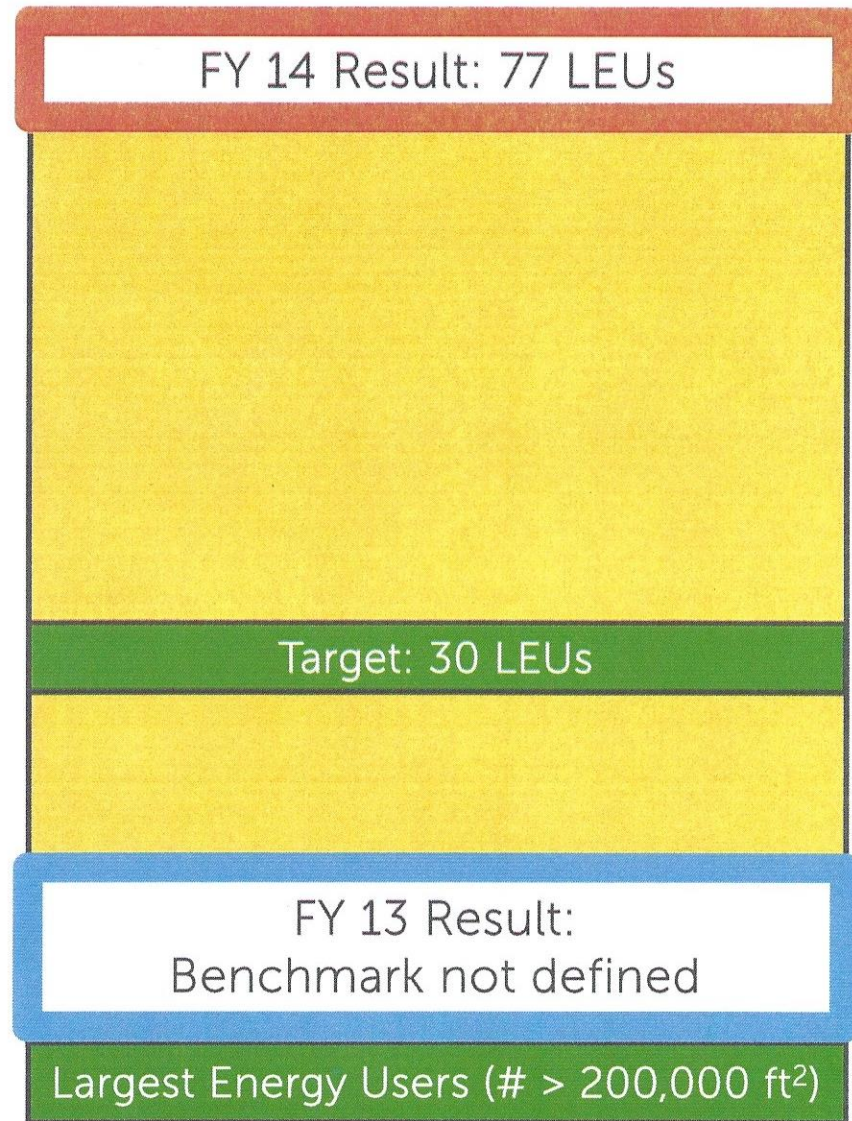 FY 14 Result: 77 LEUs
Target: 30 LEUs
FY 13 Result:
Benchmark not defined
Largest Energy Users (# > 200,000 ft²)